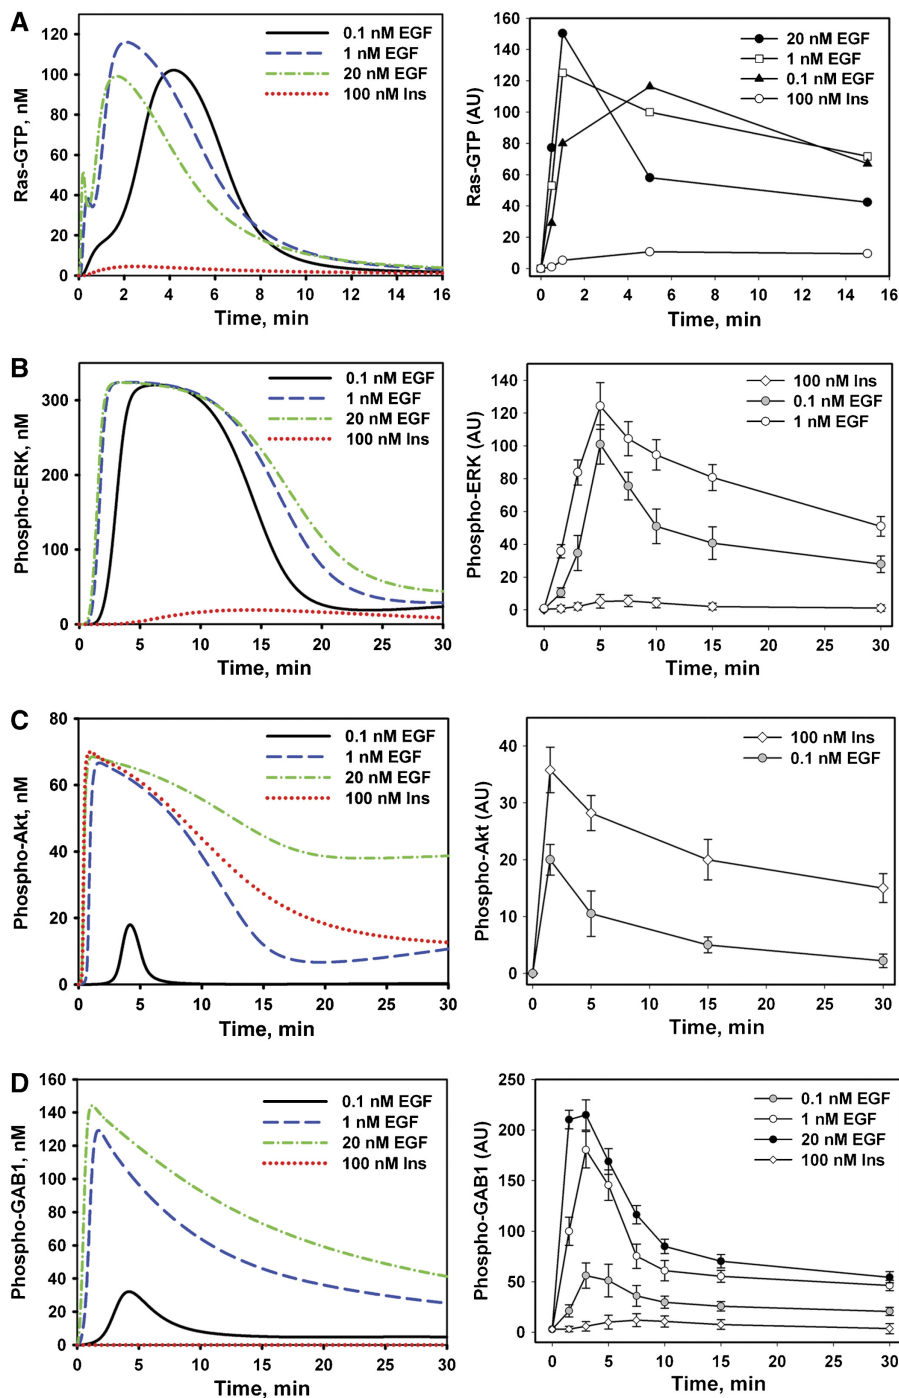 A
Ras-GTP, nM
120
100
80
60
40
20
0
0 2 4 6 8 10 12 14 16
Time, min
0.1 nM EGF
1 nM EGF
20 nM EGF
100 nM Ins
Ras-GTP (AU)
160
140
120
100
80
60
40
20
0
0 2 4 6 8 10 12 14 16
Time, min
20 nM EGF
1 nM EGF
0.1 nM EGF
100 nM Ins
B
Phospho-ERK, nM
300
200
100
0
0 5 10 15 20 25 30
Time, min
0.1 nM EGF
1 nM EGF
20 nM EGF
100 nM Ins
Phospho-ERK (AU)
140
120
100
80
60
40
20
0
0 5 10 15 20 25 30
Time, min
100 nM Ins
0.1 nM EGF
1 nM EGF
C
Phospho-Akt, nM
80
60
40
20
0
0 5 10 15 20 25 30
Time, min
0.1 nM EGF
1 nM EGF
20 nM EGF
100 nM Ins
Phospho-Akt (AU)
40
30
20
10
0
0 5 10 15 20 25 30
Time, min
100 nM Ins
0.1 nM EGF
D
Phospho-GAB1, nM
160
140
120
100
80
60
40
20
0
0 5 10 15 20 25 30
Time, min
0.1 nM EGF
1 nM EGF
20 nM EGF
100 nM Ins
Phospho-GAB1 (AU)
250
200
150
100
50
0
0 5 10 15 20 25 30
Time, min
0.1 nM EGF
1 nM EGF
20 nM EGF
100 nM Ins